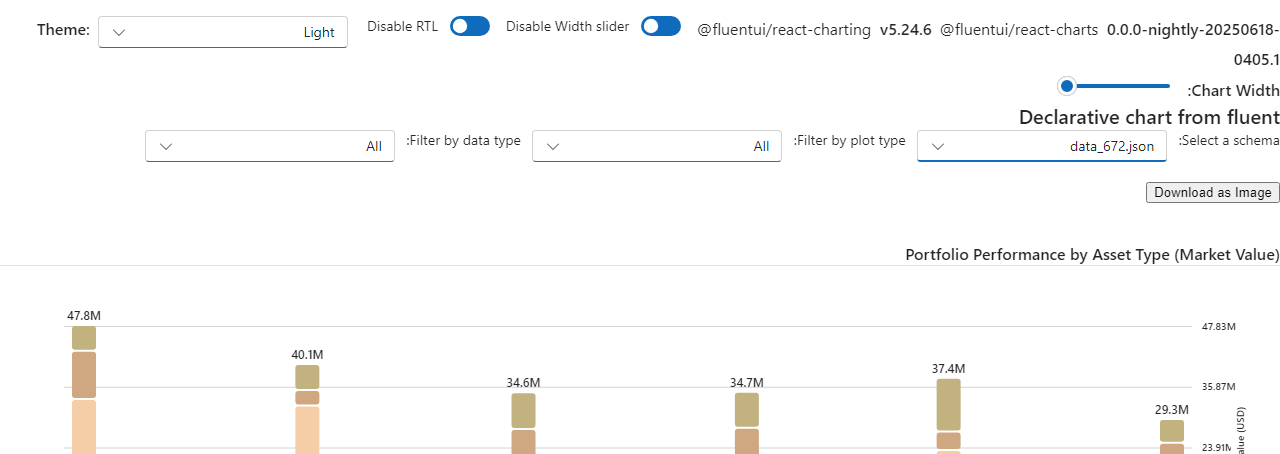 Theme: Light Disable RTL Disable Width slider @fluentui/react-charting v5.24.6 @fluentui/react-charts 0.0.0-nightly-20250618-
0405.1
:Chart Width
Declarative chart from fluent
:Select a schema data_672.json :Filter by plot type All :Filter by data type All
Download as Image
Portfolio Performance by Asset Type (Market Value)
47.8M
40.1M
34.6M
34.7M
37.4M
29.3M
47.83M
35.87M
23.91M
(USD)